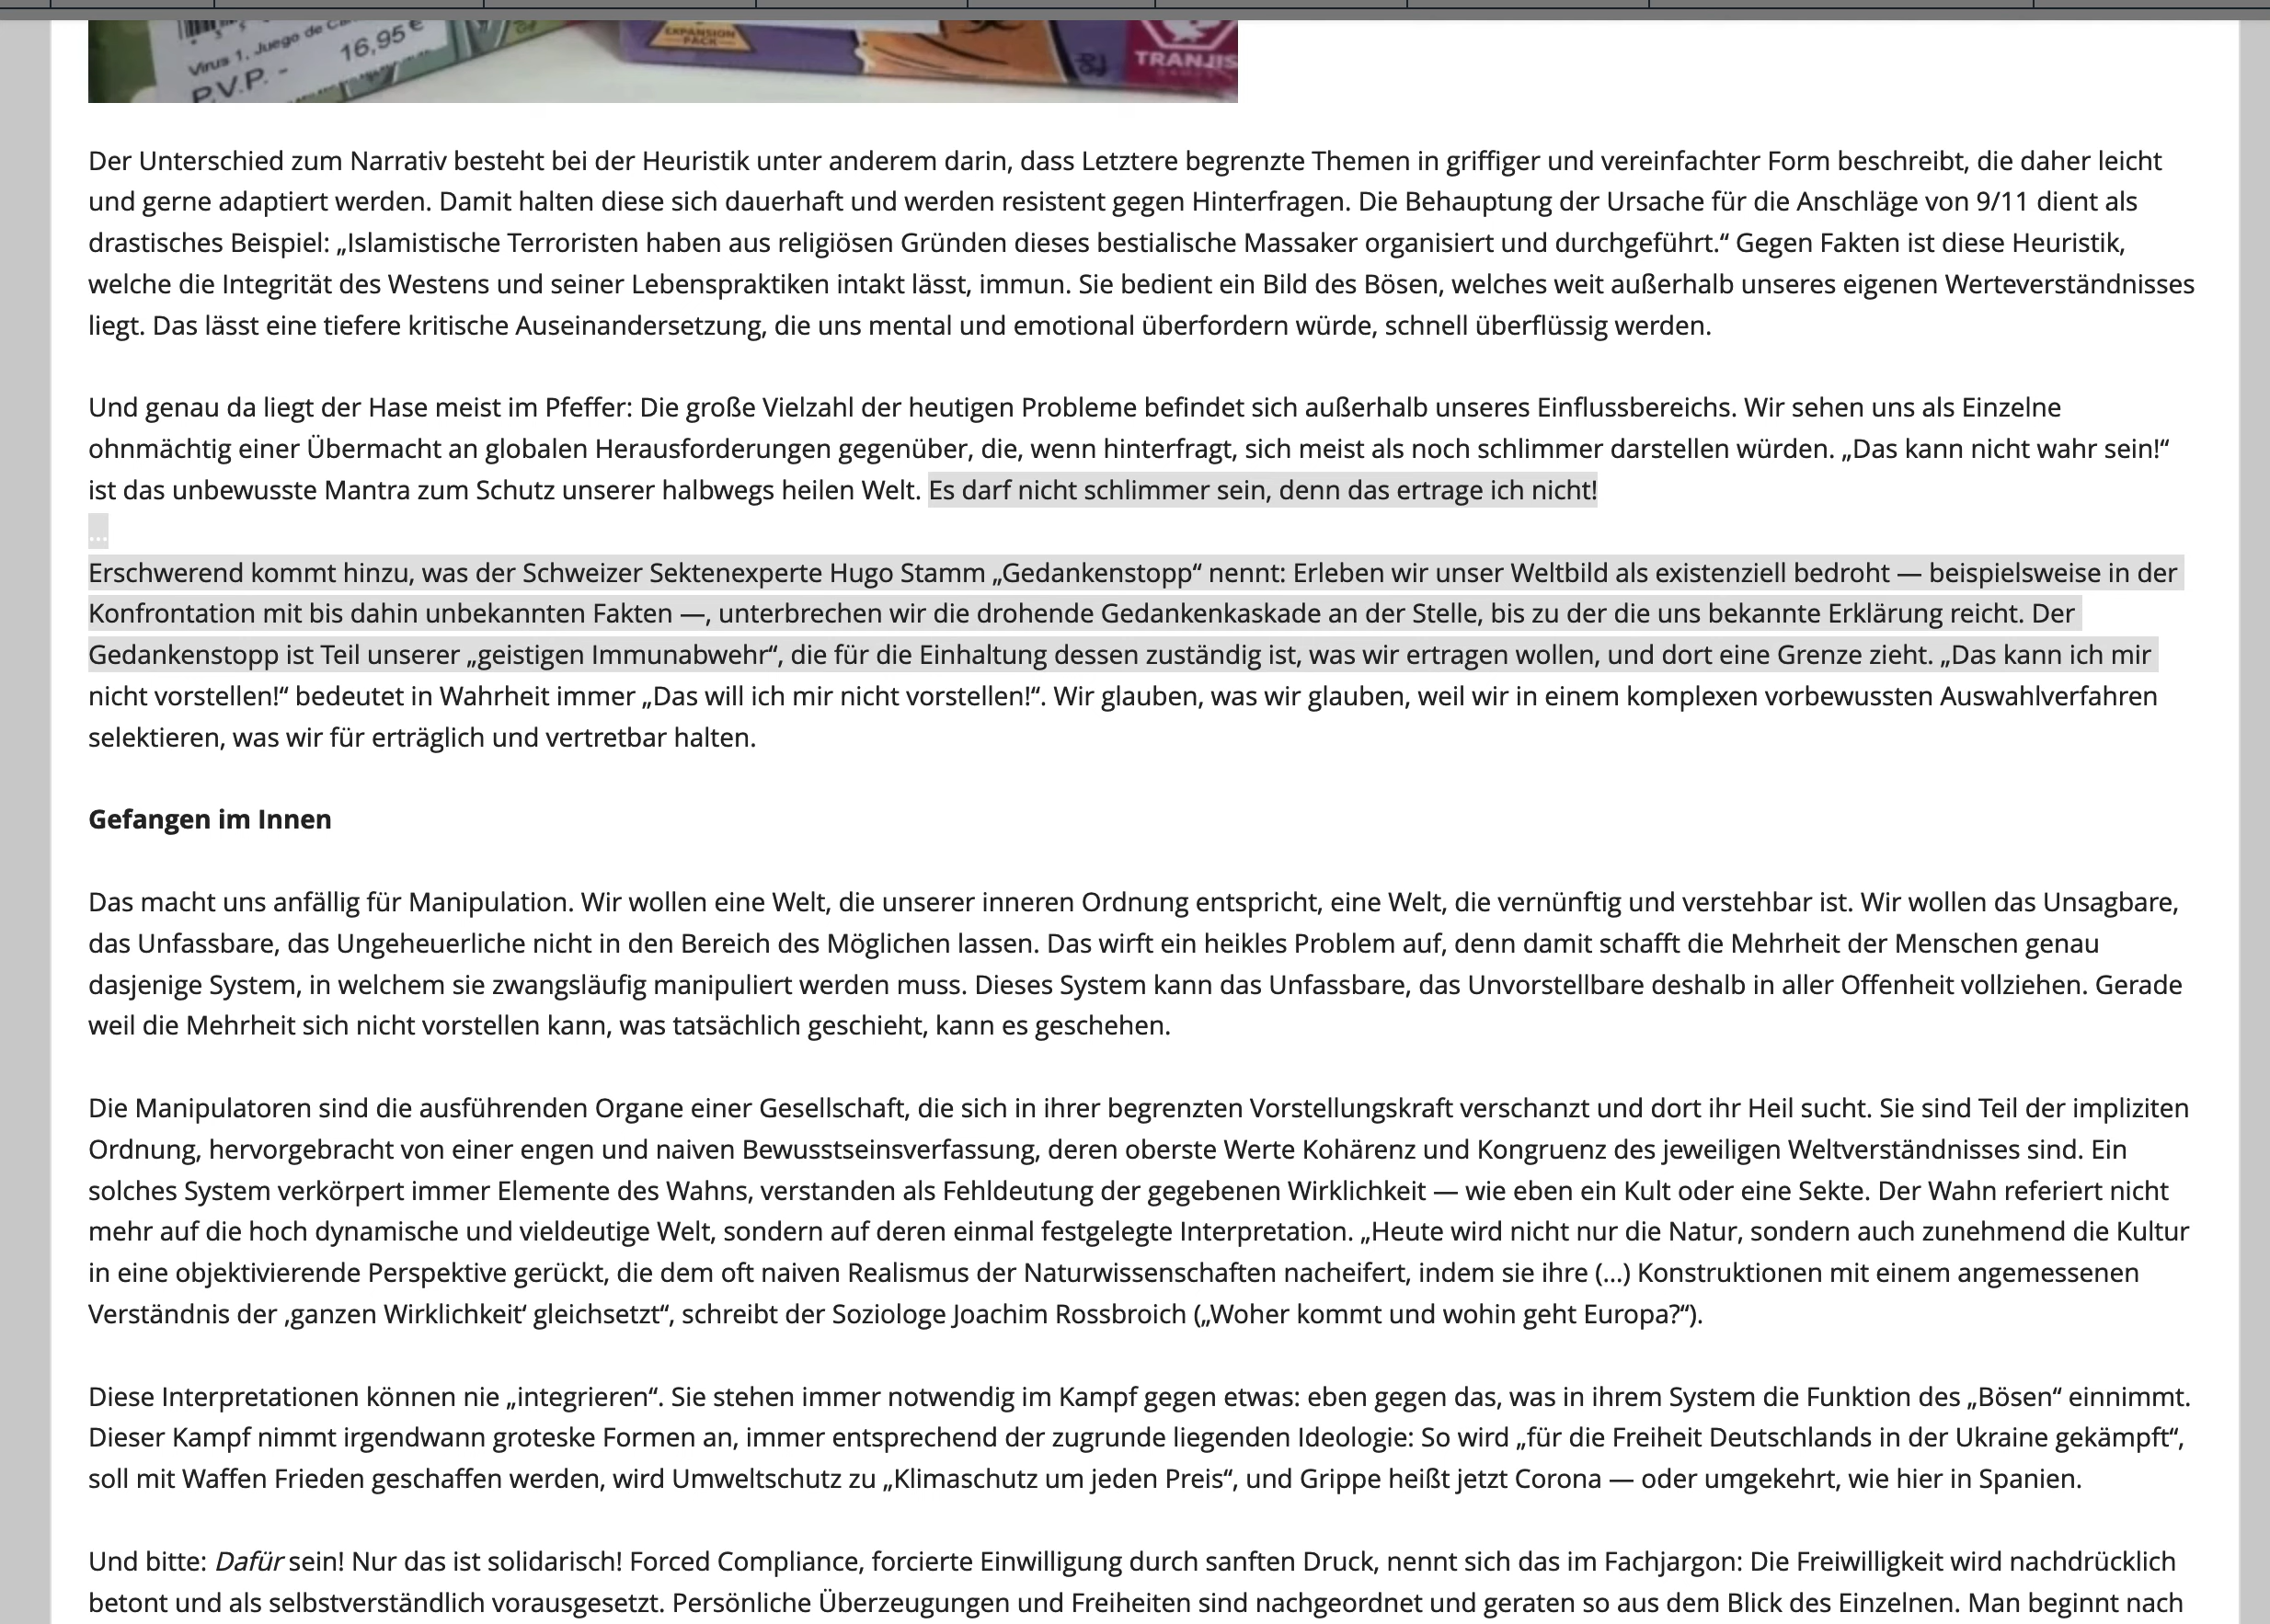 Virus 1. Juego de
16,95€
P.V.P. -
EXPANSION
PACK
TRANJIS
GAMES
Der Unterschied zum Narrativ besteht bei der Heuristik unter anderem darin, dass Letztere begrenzte Themen in griffiger und vereinfachter Form beschreibt, die daher leicht
und gerne adaptiert werden. Damit halten diese sich dauerhaft und werden resistent gegen Hinterfragen. Die Behauptung der Ursache für die Anschläge von 9/11 dient als
drastisches Beispiel: „Islamistische Terroristen haben aus religiösen Gründen dieses bestialische Massaker organisiert und durchgeführt.“ Gegen Fakten ist diese Heuristik,
welche die Integrität des Westens und seiner Lebenspraktiken intakt lässt, immun. Sie bedient ein Bild des Bösen, welches weit außerhalb unseres eigenen Werteverständnisses
liegt. Das lässt eine tiefere kritische Auseinandersetzung, die uns mental und emotional überfordern würde, schnell überflüssig werden.
Und genau da liegt der Hase meist im Pfeffer: Die große Vielzahl der heutigen Probleme befindet sich außerhalb unseres Einflussbereichs. Wir sehen uns als Einzelne
ohnmächtig einer Übermacht an globalen Herausforderungen gegenüber, die, wenn hinterfragt, sich meist als noch schlimmer darstellen würden. „Das kann nicht wahr sein!“
ist das unbewusste Mantra zum Schutz unserer halbwegs heilen Welt. Es darf nicht schlimmer sein, denn das ertrage ich nicht!
...
Erschwerend kommt hinzu, was der Schweizer Sektenexperte Hugo Stamm „Gedankenstopp“ nennt: Erleben wir unser Weltbild als existenziell bedroht — beispielsweise in der
Konfrontation mit bis dahin unbekannten Fakten —, unterbrechen wir die drohende Gedankenkaskade an der Stelle, bis zu der die uns bekannte Erklärung reicht. Der
Gedankenstopp ist Teil unserer „geistigen Immunabwehr“, die für die Einhaltung dessen zuständig ist, was wir ertragen wollen, und dort eine Grenze zieht. „Das kann ich mir
nicht vorstellen!“ bedeutet in Wahrheit immer „Das will ich mir nicht vorstellen!“. Wir glauben, was wir glauben, weil wir in einem komplexen vorbewussten Auswahlverfahren
selektieren, was wir für erträglich und vertretbar halten.
Gefangen im Innen
Das macht uns anfällig für Manipulation. Wir wollen eine Welt, die unserer inneren Ordnung entspricht, eine Welt, die vernünftig und verstehbar ist. Wir wollen das Unsagbare,
das Unfassbare, das Ungeheuerliche nicht in den Bereich des Möglichen lassen. Das wirft ein heikles Problem auf, denn damit schafft die Mehrheit der Menschen genau
dasjenige System, in welchem sie zwangsläufig manipuliert werden muss. Dieses System kann das Unfassbare, das Unvorstellbare deshalb in aller Offenheit vollziehen. Gerade
weil die Mehrheit sich nicht vorstellen kann, was tatsächlich geschieht, kann es geschehen.
Die Manipulatoren sind die ausführenden Organe einer Gesellschaft, die sich in ihrer begrenzten Vorstellungskraft verschanzt und dort ihr Heil sucht. Sie sind Teil der impliziten
Ordnung, hervorgebracht von einer engen und naiven Bewusstseinsverfassung, deren oberste Werte Kohärenz und Kongruenz des jeweiligen Weltverständnisses sind. Ein
solches System verkörpert immer Elemente des Wahns, verstanden als Fehldeutung der gegebenen Wirklichkeit — wie eben ein Kult oder eine Sekte. Der Wahn referiert nicht
mehr auf die hoch dynamische und vieldeutige Welt, sondern auf deren einmal festgelegte Interpretation. „Heute wird nicht nur die Natur, sondern auch zunehmend die Kultur
in eine objektivierende Perspektive gerückt, die dem oft naiven Realismus der Naturwissenschaften nacheifert, indem sie ihre (...) Konstruktionen mit einem angemessenen
Verständnis der ‚ganzen Wirklichkeit‘ gleichsetzt“, schreibt der Soziologe Joachim Rossbroich („Woher kommt und wohin geht Europa?“).
Diese Interpretationen können nie „integrieren“. Sie stehen immer notwendig im Kampf gegen etwas: eben gegen das, was in ihrem System die Funktion des „Bösen“ einnimmt.
Dieser Kampf nimmt irgendwann groteske Formen an, immer entsprechend der zugrunde liegenden Ideologie: So wird „für die Freiheit Deutschlands in der Ukraine gekämpft“,
soll mit Waffen Frieden geschaffen werden, wird Umweltschutz zu „Klimaschutz um jeden Preis“, und Grippe heißt jetzt Corona — oder umgekehrt, wie hier in Spanien.
Und bitte: Dafür sein! Nur das ist solidarisch! Forced Compliance, forcierte Einwilligung durch sanften Druck, nennt sich das im Fachjargon: Die Freiwilligkeit wird nachdrücklich
betont und als selbstverständlich vorausgesetzt. Persönliche Überzeugungen und Freiheiten sind nachgeordnet und geraten so aus dem Blick des Einzelnen. Man beginnt nach